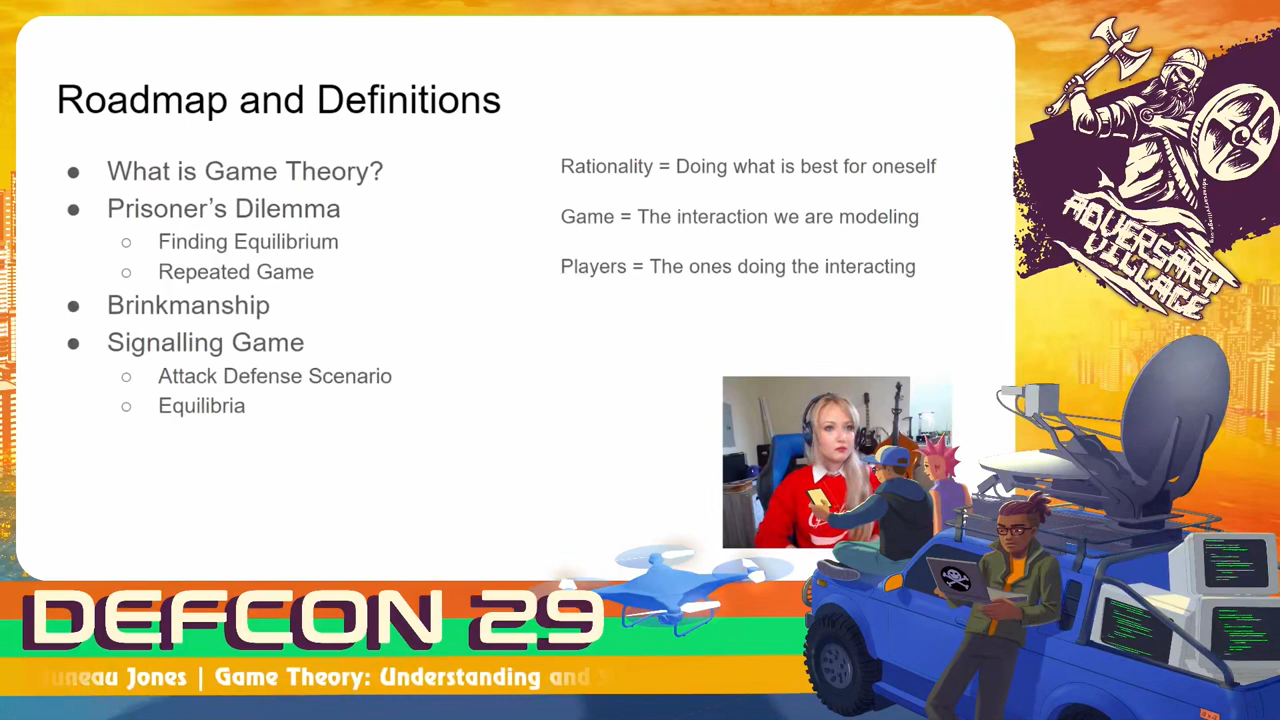 Roadmap and Definitions
● What is Game Theory?
● Prisoner’s Dilemma
○ Finding Equilibrium
○ Repeated Game
● Brinkmanship
● Signalling Game
○ Attack Defense Scenario
○ Equilibria
Rationality = Doing what is best for oneself
Game = The interaction we are modeling
Players = The ones doing the interacting
ADVERSARY
VILLAGE
DEFCON 29
uneau Jones | Game Theory: Understanding and